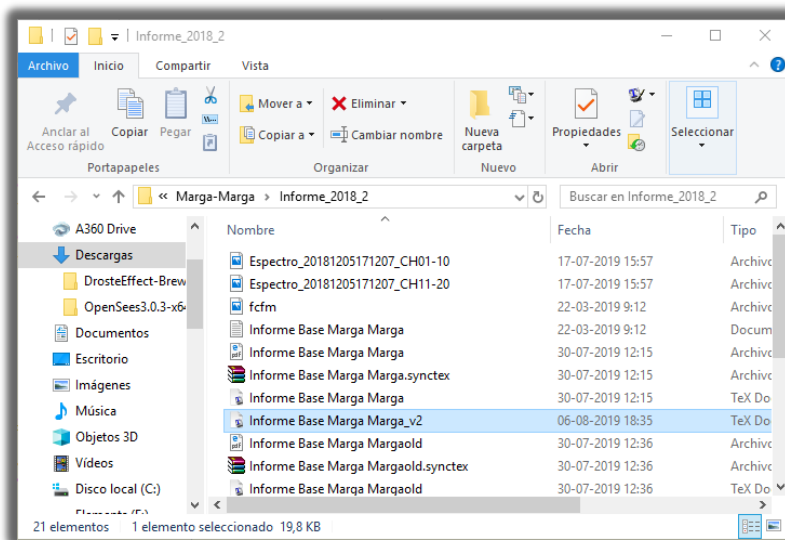 Informe_2018_2
Archivo Inicio Compartir Vista
Anclar al Acceso rápido
Copiar
Pegar
Mover a
Copiar a
Eliminar
Cambiar nombre
Nueva carpeta
Propiedades
Seleccionar
Portapapeles Organizar Nuevo Abrir
« Marga-Marga > Informe_2018_2
Buscar en Informe_2018_2
A360 Drive
Descargas
DrosteEffect-Brew
OpenSees3.0.3-x64
Documentos
Escritorio
Imágenes
Música
Objetos 3D
Vídeos
Disco local (C:)
Nombre Fecha Tipo
Espectro_20181205171207_CH01-10 17-07-2019 15:57 Archivo
Espectro_20181205171207_CH11-20 17-07-2019 15:57 Archivo
fcfm 22-03-2019 9:12 Archivo
Informe Base Marga Marga 22-03-2019 9:12 Docum
Informe Base Marga Marga 30-07-2019 12:15 Archivo
Informe Base Marga Marga.synctex 30-07-2019 12:15 Archivo
Informe Base Marga Marga 30-07-2019 12:15 TeX Do
Informe Base Marga Marga_v2 06-08-2019 18:35 TeX Do
Informe Base Marga Margaold 30-07-2019 12:36 Archivo
Informe Base Marga Margaold.synctex 30-07-2019 12:36 Archivo
Informe Base Marga Margaold 30-07-2019 12:36 TeX Do
21 elementos 1 elemento seleccionado 19,8 KB